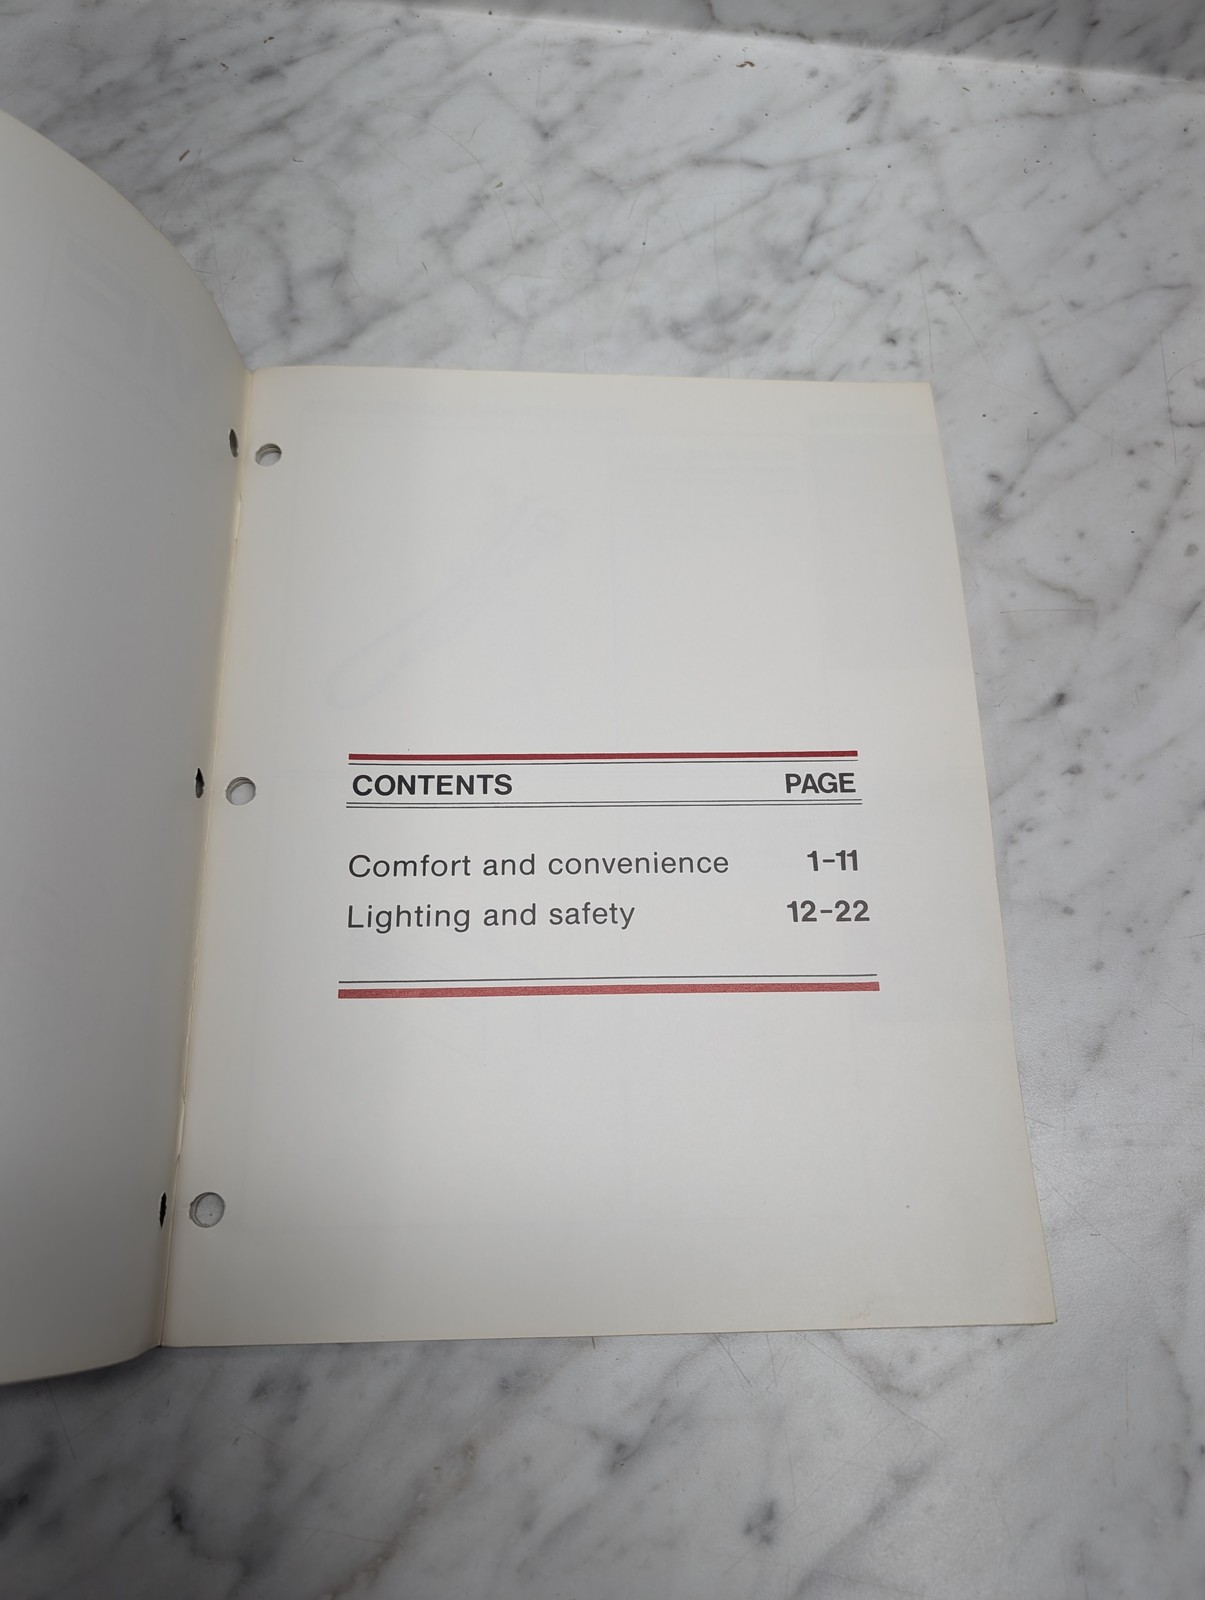 CONTENTS PAGE
Comfort and convenience 1-11
Lighting and safety 12-22